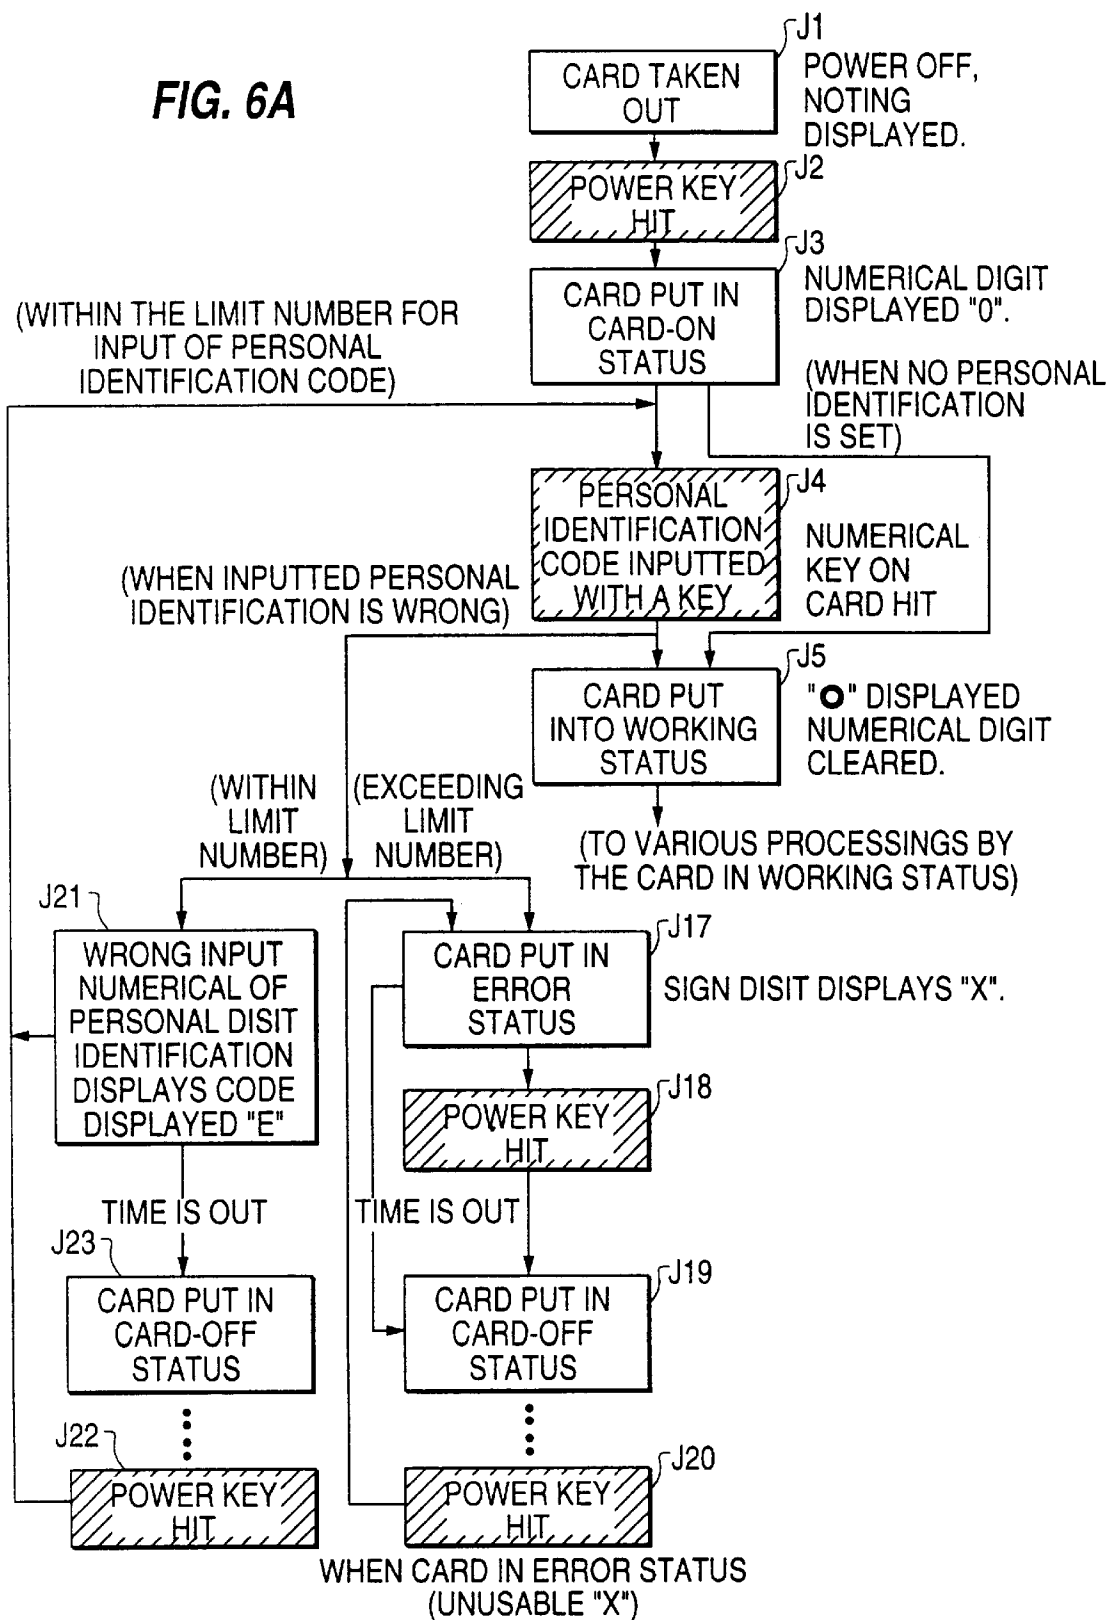 FIG. 6A
J1
CARD TAKEN
OUT
POWER OFF,
NOTING
DISPLAYED.
J2
POWER KEY
HIT
J3
CARD PUT IN
CARD-ON
STATUS
NUMERICAL DIGIT
DISPLAYED "0".
(WITHIN THE LIMIT NUMBER FOR
INPUT OF PERSONAL
IDENTIFICATION CODE)
(WHEN NO PERSONAL
IDENTIFICATION
IS SET)
J4
PERSONAL
IDENTIFICATION
CODE INPUTTED
WITH A KEY
NUMERICAL
KEY ON
CARD HIT
(WHEN INPUTTED PERSONAL
IDENTIFICATION IS WRONG)
J5
CARD PUT
INTO WORKING
STATUS
"O" DISPLAYED
NUMERICAL DIGIT
CLEARED.
(WITHIN
LIMIT
NUMBER)
(EXCEEDING
LIMIT
NUMBER)
(TO VARIOUS PROCESSINGS BY
THE CARD IN WORKING STATUS)
J21
WRONG INPUT
NUMERICAL OF
PERSONAL DISIT
IDENTIFICATION
DISPLAYS CODE
DISPLAYED "E"
J17
CARD PUT IN
ERROR
STATUS
SIGN DISIT DISPLAYS "X".
J18
POWER KEY
HIT
TIME IS OUT
TIME IS OUT
J23
CARD PUT IN
CARD-OFF
STATUS
J19
CARD PUT IN
CARD-OFF
STATUS
J22
POWER KEY
HIT
J20
POWER KEY
HIT
WHEN CARD IN ERROR STATUS
(UNUSABLE "X")